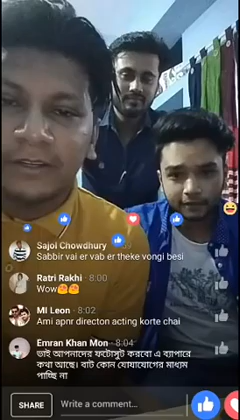 Sajol Chowdhury
Sabbir vai er vab er theke vongi besi
Ratri Rakhi · 8:00
Wow
Mi Leon · 8:02
Ami apnr directon acting korte chai
Emran Khan Mon · 8:04
ভাই আপনাদের ফটোসুট করবো এ ব্যাপারে
কথা আছে। বাট কোন যোগাযোগের মাধ্যম
পাচ্ছি না
SHARE
Write a comment...